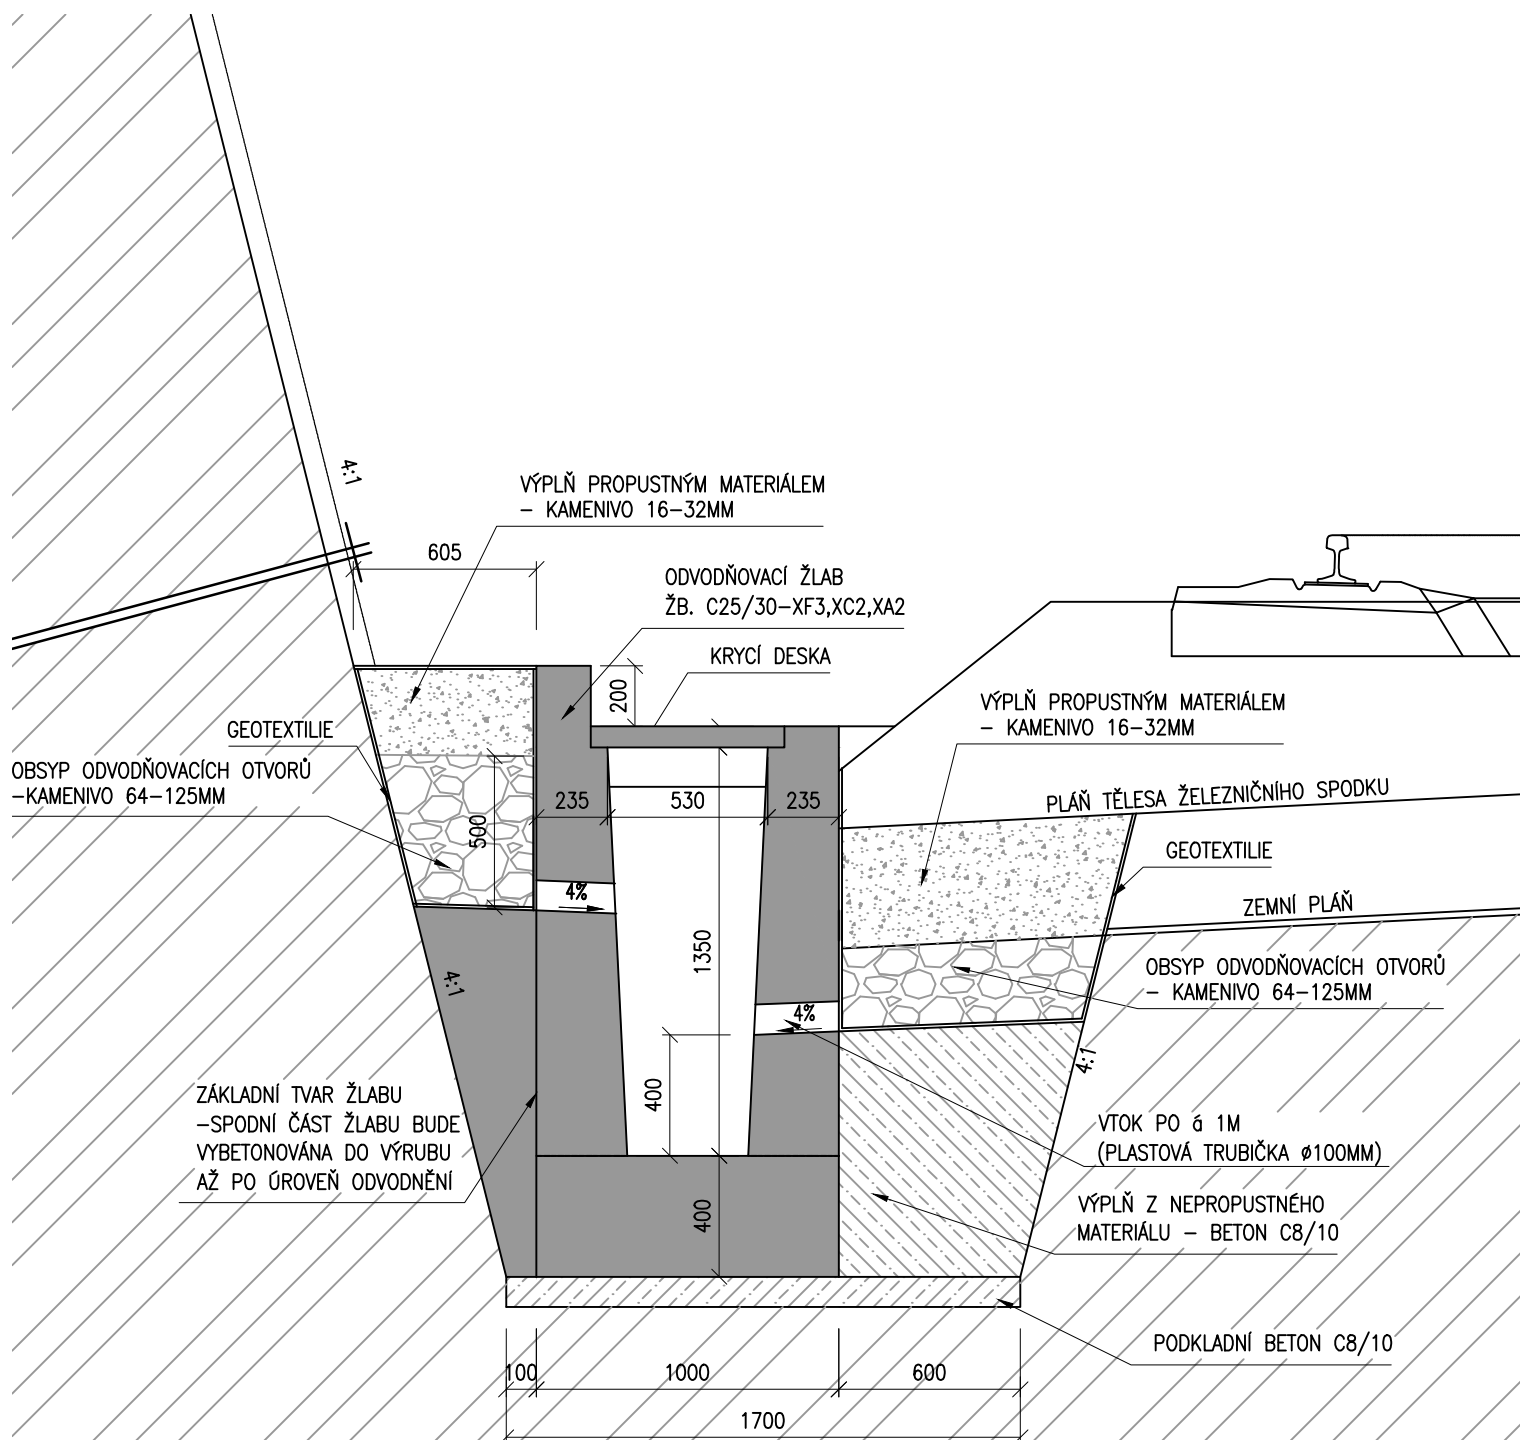 4:1
VÝPLŇ PROPUSTNÝM MATERIÁLEM
– KAMENIVO 16–32MM
605
ODVODŇOVACÍ ŽLAB
ŽB. C25/30–XF3,XC2,XA2
KRYCÍ DESKA
200
VÝPLŇ PROPUSTNÝM MATERIÁLEM
– KAMENIVO 16–32MM
GEOTEXTILIE
OBSYP ODVODŇOVACÍCH OTVORŮ
–KAMENIVO 64–125MM
500
235
530
235
PLÁŇ TĚLESA ŽELEZNIČNÍHO SPODKU
GEOTEXTILIE
4%
ZEMNÍ PLÁŇ
1350
4:1
OBSYP ODVODŇOVACÍCH OTVORŮ
– KAMENIVO 64–125MM
4%
4:1
400
ZÁKLADNÍ TVAR ŽLABU
–SPODNÍ ČÁST ŽLABU BUDE
VYBETONOVÁNA DO VÝRUBU
AŽ PO ÚROVEŇ ODVODNĚNÍ
VTOK PO á 1M
(PLASTOVÁ TRUBIČKA ø100MM)
400
VÝPLŇ Z NEPROPUSTNÉHO
MATERIÁLU – BETON C8/10
PODKLADNÍ BETON C8/10
100
1000
600
1700